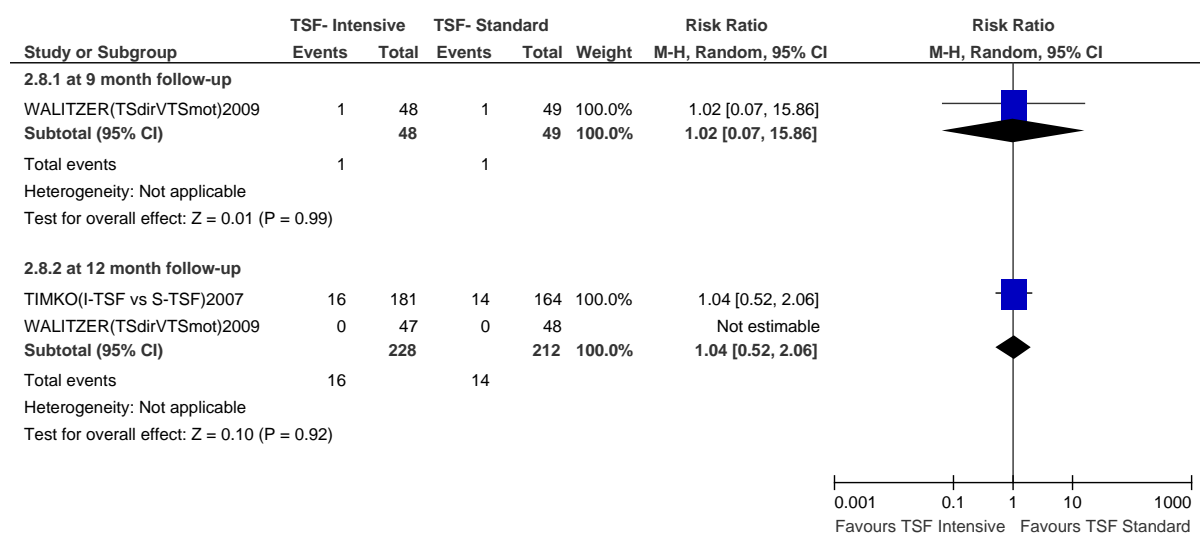 TSF- Intensive TSF- Standard Risk Ratio Risk Ratio
Study or Subgroup Events Total Events Total Weight M-H, Random, 95% CI M-H, Random, 95% CI
2.8.1 at 9 month follow-up
WALITZER(TSdirVTSmot)2009 1 48 1 49 100.0% 1.02 [0.07, 15.86]
Subtotal (95% CI) 48 49 100.0% 1.02 [0.07, 15.86]
Total events 1 1
Heterogeneity: Not applicable
Test for overall effect: Z = 0.01 (P = 0.99)
2.8.2 at 12 month follow-up
TIMKO(I-TSF vs S-TSF)2007 16 181 14 164 100.0% 1.04 [0.52, 2.06]
WALITZER(TSdirVTSmot)2009 0 47 0 48 Not estimable
Subtotal (95% CI) 228 212 100.0% 1.04 [0.52, 2.06]
Total events 16 14
Heterogeneity: Not applicable
Test for overall effect: Z = 0.10 (P = 0.92)
0.001 0.1 1 10 1000
Favours TSF Intensive Favours TSF Standard